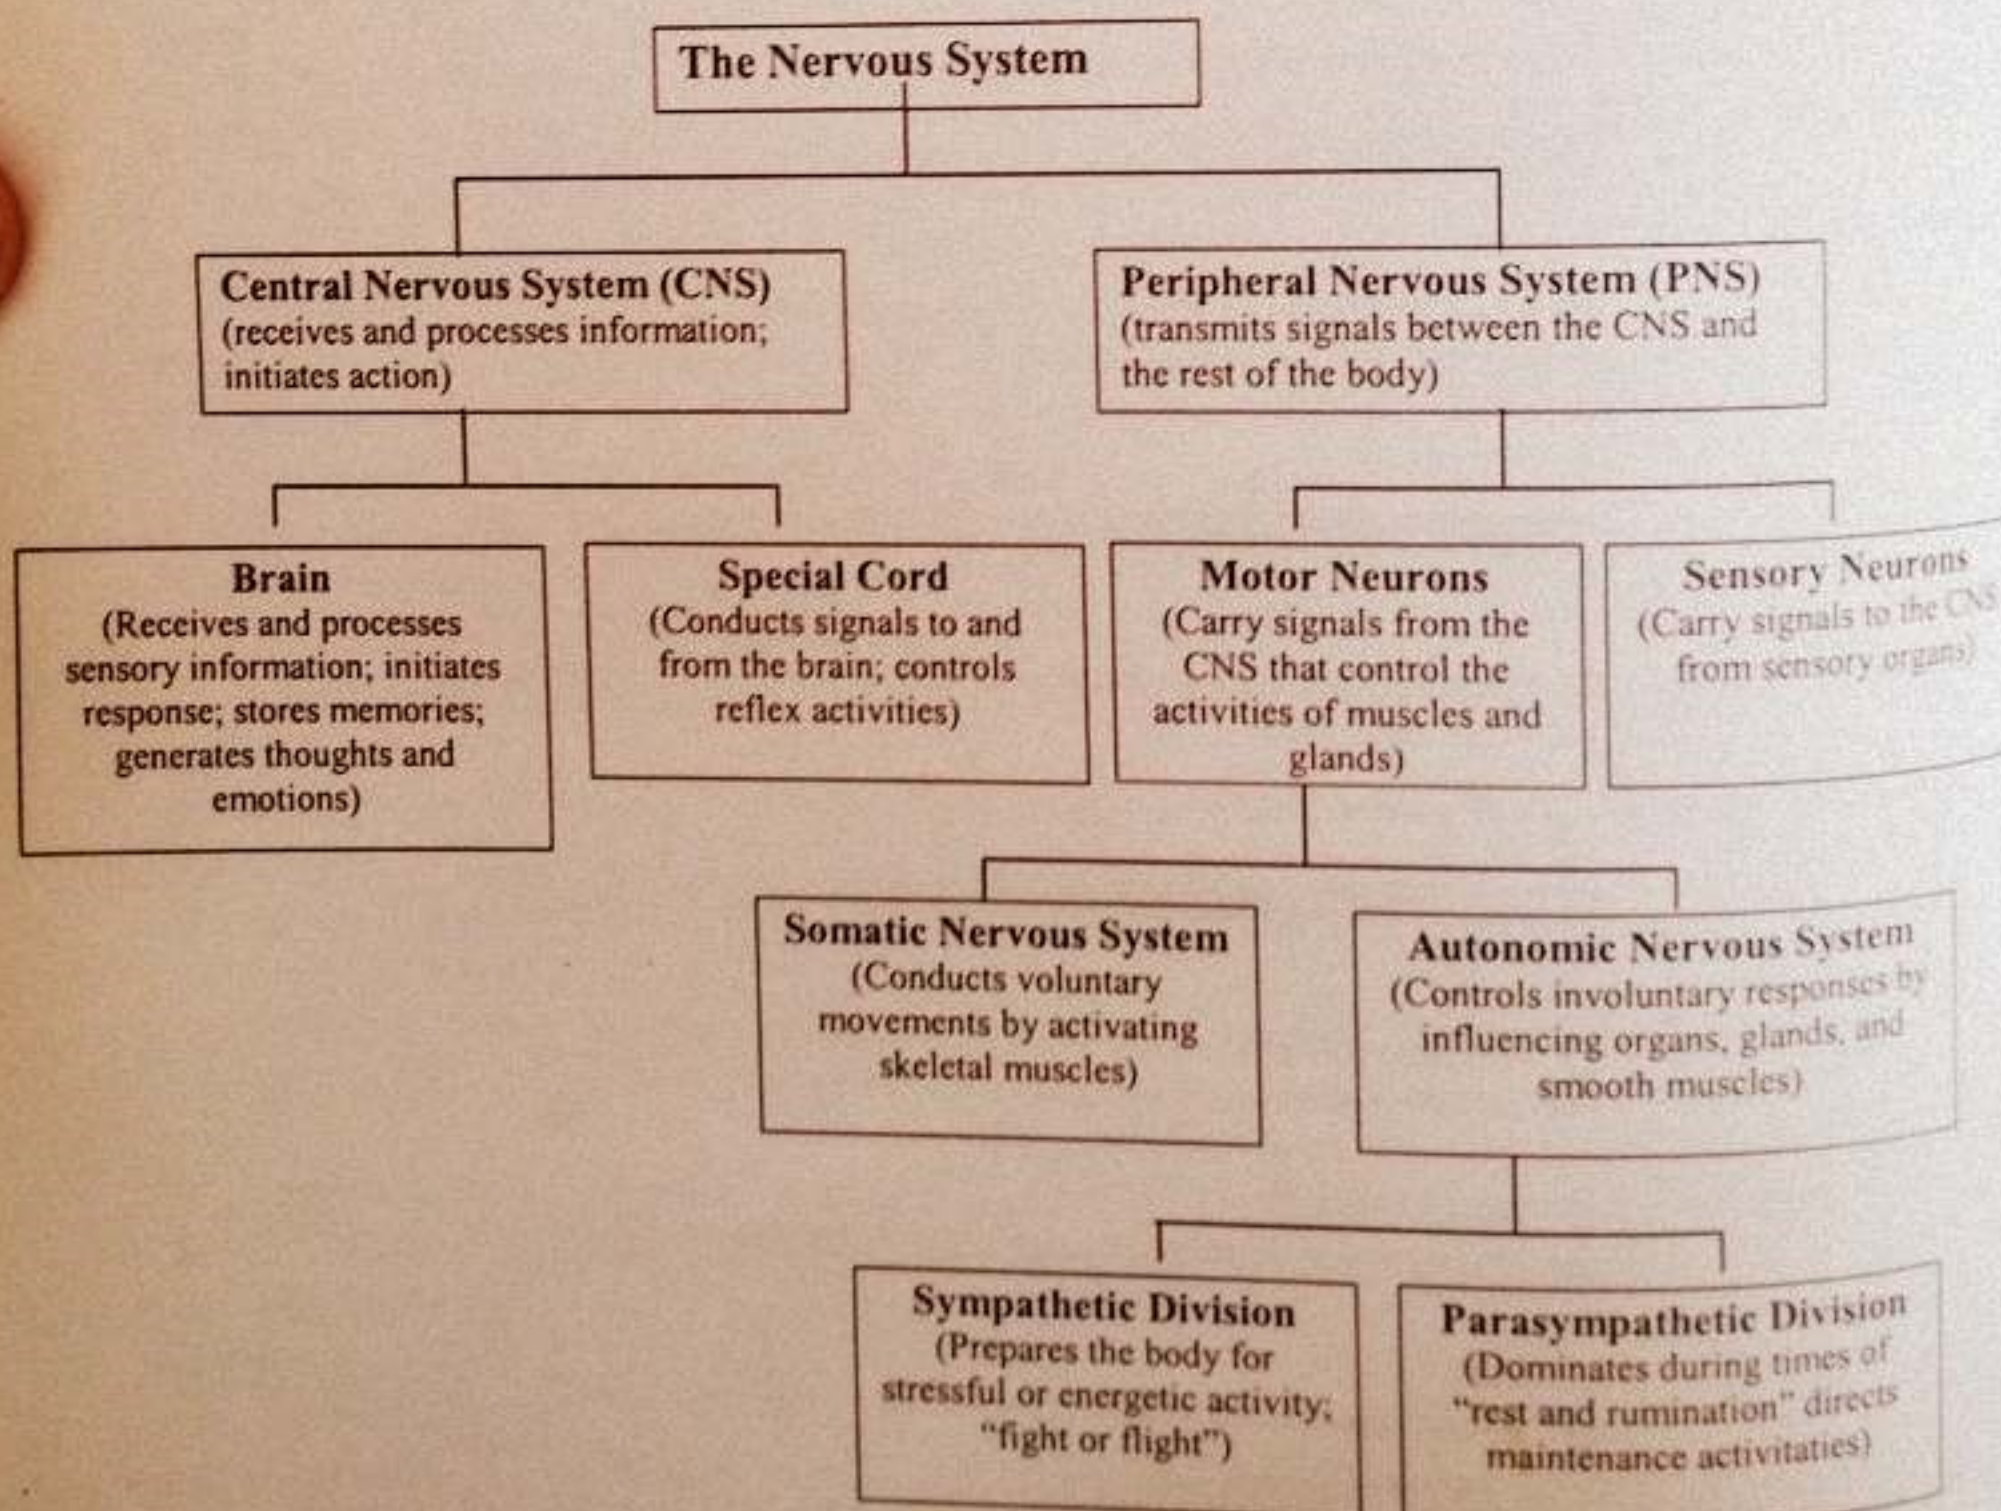 The Nervous System
Central Nervous System (CNS)
(receives and processes information;
initiates action)
Peripheral Nervous System (PNS)
(transmits signals between the CNS and
the rest of the body)
Brain
(Receives and processes
sensory information; initiates
response; stores memories;
generates thoughts and
emotions)
Special Cord
(Conducts signals to and
from the brain; controls
reflex activities)
Motor Neurons
(Carry signals from the
CNS that control the
activities of muscles and
glands)
Sensory Neurons
(Carry signals to the CNS
from sensory organs)
Somatic Nervous System
(Conducts voluntary
movements by activating
skeletal muscles)
Autonomic Nervous System
(Controls involuntary responses by
influencing organs, glands, and
smooth muscles)
Sympathetic Division
(Prepares the body for
stressful or energetic activity;
"fight or flight")
Parasympathetic Division
(Dominates during times of
"rest and rumination" directs
maintenance activitaties)